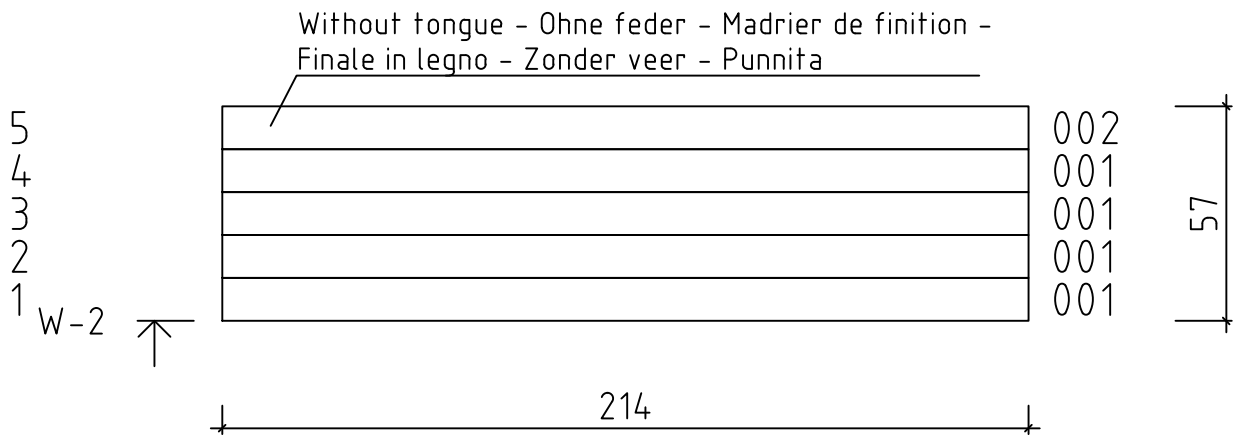 Without tongue - Ohne feder - Madrier de finition -
Finale in legno - Zonder veer - Punnita
5 002
4 001
3 001
2 001
1 001
57
W-2
214